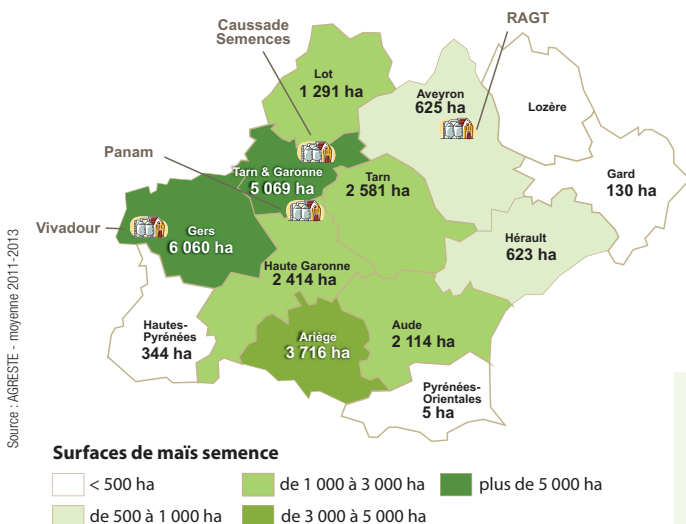 Caussade
Semences
RAGT
Lot
1 291 ha
Aveyron
625 ha
Lozère
Panam
Tarn & Garonne
5 069 ha
Tarn
2 581 ha
Gard
130 ha
Vivadour
Gers
6 060 ha
Hérault
623 ha
Haute Garonne
2 414 ha
Hautes-
Pyrénées
344 ha
Ariège
3 716 ha
Aude
2 114 ha
Pyrénées-
Orientales
5 ha
Source : AGRESTE - moyenne 2011-2013
Surfaces de maïs semence
< 500 ha
de 1 000 à 3 000 ha
plus de 5 000 ha
de 500 à 1 000 ha
de 3 000 à 5 000 ha